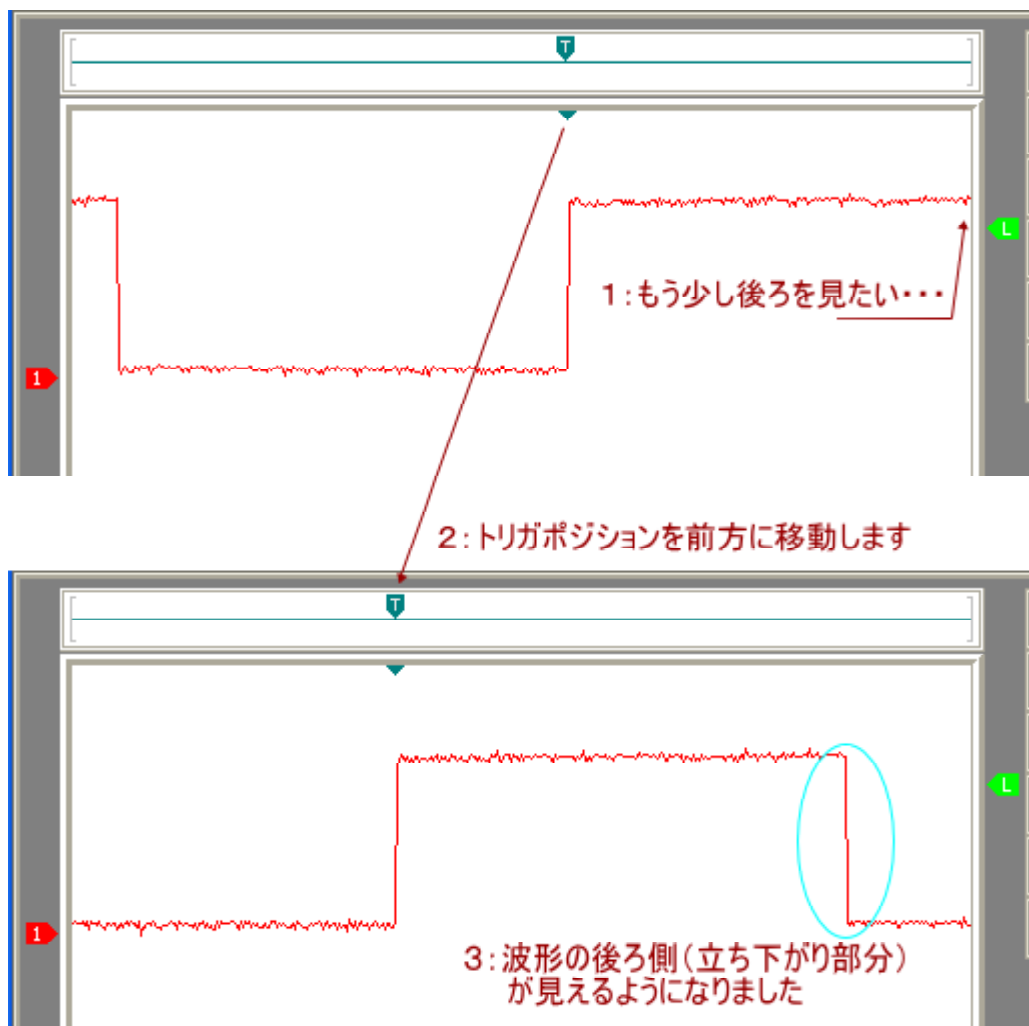 T
L
1:もう少し後ろを見たい・・・
1
2:トリガポジションを前方に移動します
T
L
1
3:波形の後ろ側(立ち下がり部分)
が見えるようになりました